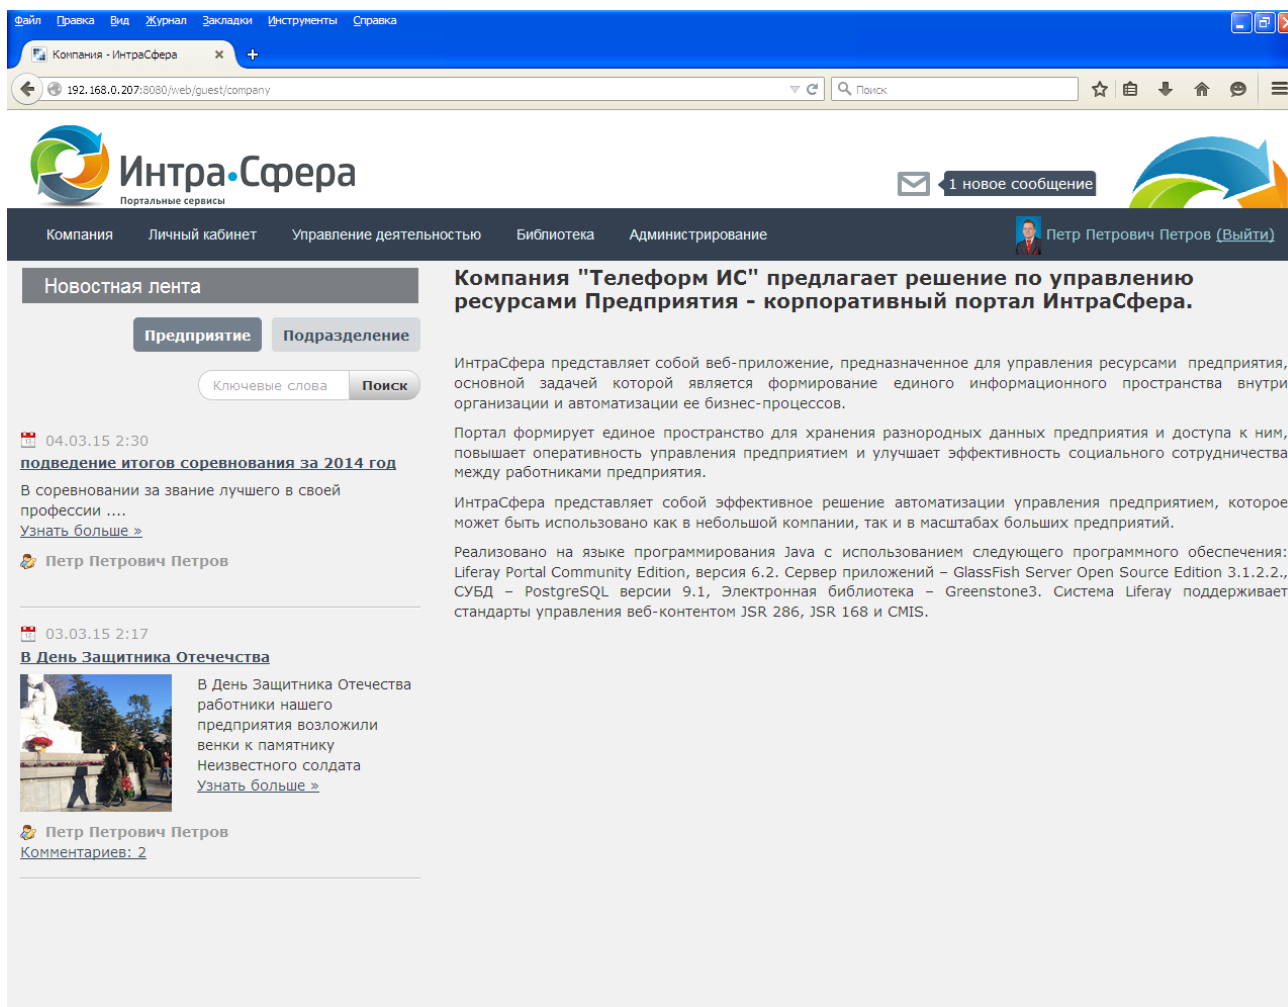 Файл Правка Вид Журнал Закладки Инструменты Справка
Компания - ИнтраСфера
192.168.0.207:8080/web/guest/company
Поиск
Интра•Сфера
Портальные сервисы
1 новое сообщение
Компания Личный кабинет Управление деятельностью Библиотека Администрирование Петр Петрович Петров (Выйти)
Новостная лента
Предприятие Подразделение
Ключевые слова Поиск
04.03.15 2:30
подведение итогов соревнования за 2014 год
В соревновании за звание лучшего в своей
профессии ....
Узнать больше »
Петр Петрович Петров
03.03.15 2:17
В День Защитника Отечечства
В День Защитника Отечества
работники нашего
предприятия возложили
венки к памятнику
Неизвестного солдата
Узнать больше »
Петр Петрович Петров
Комментариев: 2
Компания "Телеформ ИС" предлагает решение по управлению
ресурсами Предприятия - корпоративный портал ИнтраСфера.
ИнтраСфера представляет собой веб-приложение, предназначенное для управления ресурсами предприятия,
основной задачей которой является формирование единого информационного пространства внутри
организации и автоматизации ее бизнес-процессов.
Портал формирует единое пространство для хранения разнородных данных предприятия и доступа к ним,
повышает оперативность управления предприятием и улучшает эффективность социального сотрудничества
между работниками предприятия.
ИнтраСфера представляет собой эффективное решение автоматизации управления предприятием, которое
может быть использовано как в небольшой компании, так и в масштабах больших предприятий.
Реализовано на языке программирования Java с использованием следующего программного обеспечения:
Liferay Portal Community Edition, версия 6.2. Сервер приложений – GlassFish Server Open Source Edition 3.1.2.2.,
СУБД – PostgreSQL версии 9.1, Электронная библиотека – Greenstone3. Система Liferay поддерживает
стандарты управления веб-контентом JSR 286, JSR 168 и CMIS.